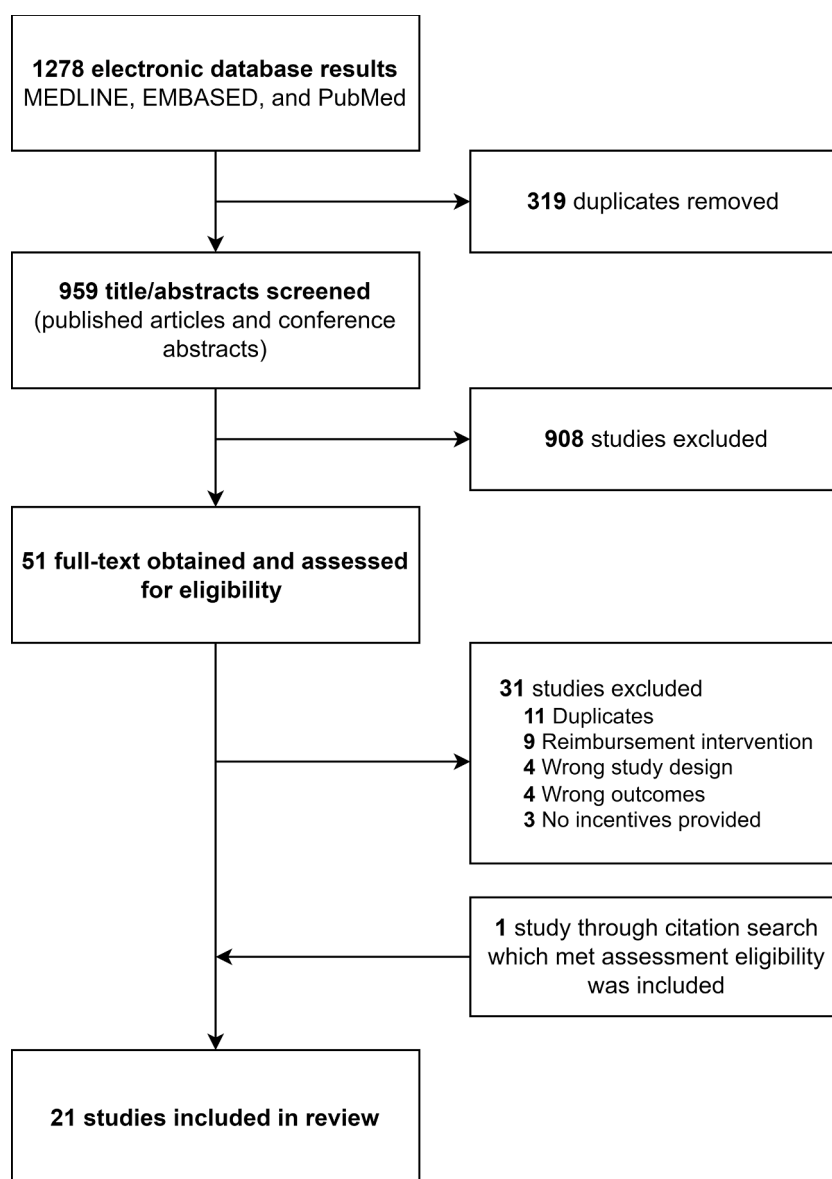 1278 electronic database results
MEDLINE, EMBASED, and PubMed
319 duplicates removed
959 title/abstracts screened
(published articles and conference
abstracts)
908 studies excluded
51 full-text obtained and assessed
for eligibility
31 studies excluded
11 Duplicates
9 Reimbursement intervention
4 Wrong study design
4 Wrong outcomes
3 No incentives provided
1 study through citation search
which met assessment eligibility
was included
21 studies included in review